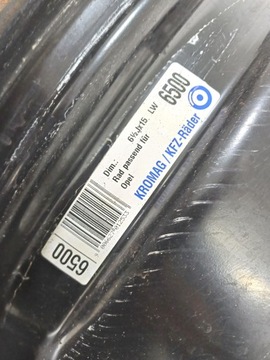 6500
Dim.: 6½Jx15 LW
Rad passend für
Opel
KROMAG / KFZ-Räder
6500